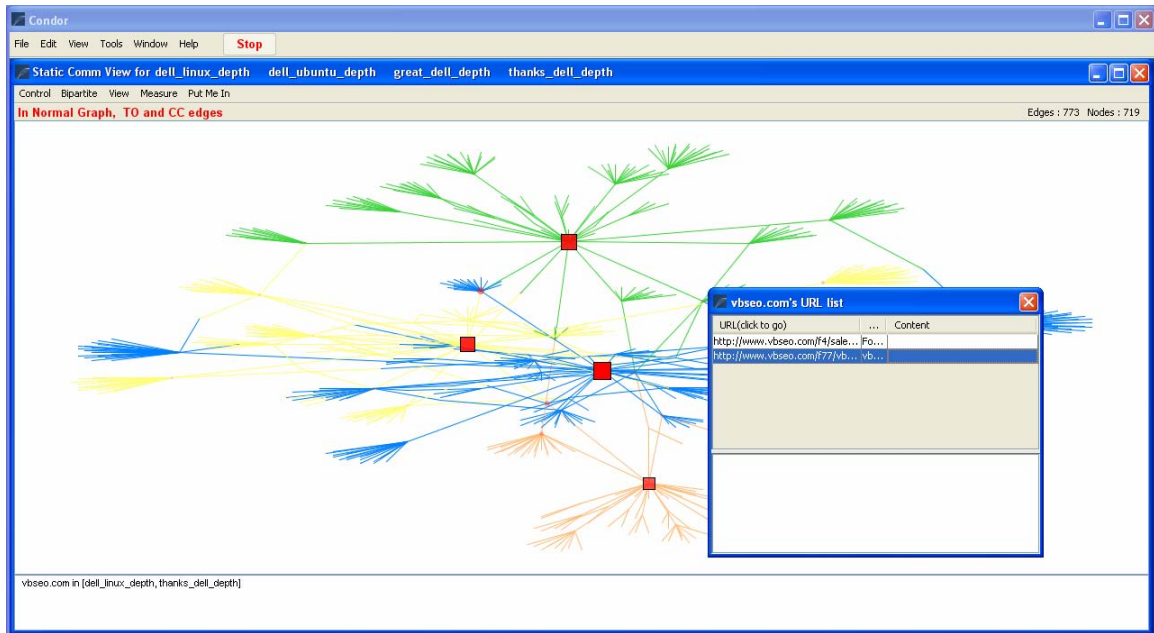 Condor
File Edit View Tools Window Help Stop
Static Comm View for dell_linux_depth dell_ubuntu_depth great_dell_depth thanks_dell_depth
Control Bipartite View Measure Put Me In
In Normal Graph, TO and CC edges Edges : 773 Nodes : 719
vbseo.com's URL list
URL(click to go) ... Content
http://www.vbseo.com/f4/sale... Fo...
http://www.vbseo.com/f77/vb... vb...
vbseo.com in [dell_linux_depth, thanks_dell_depth]